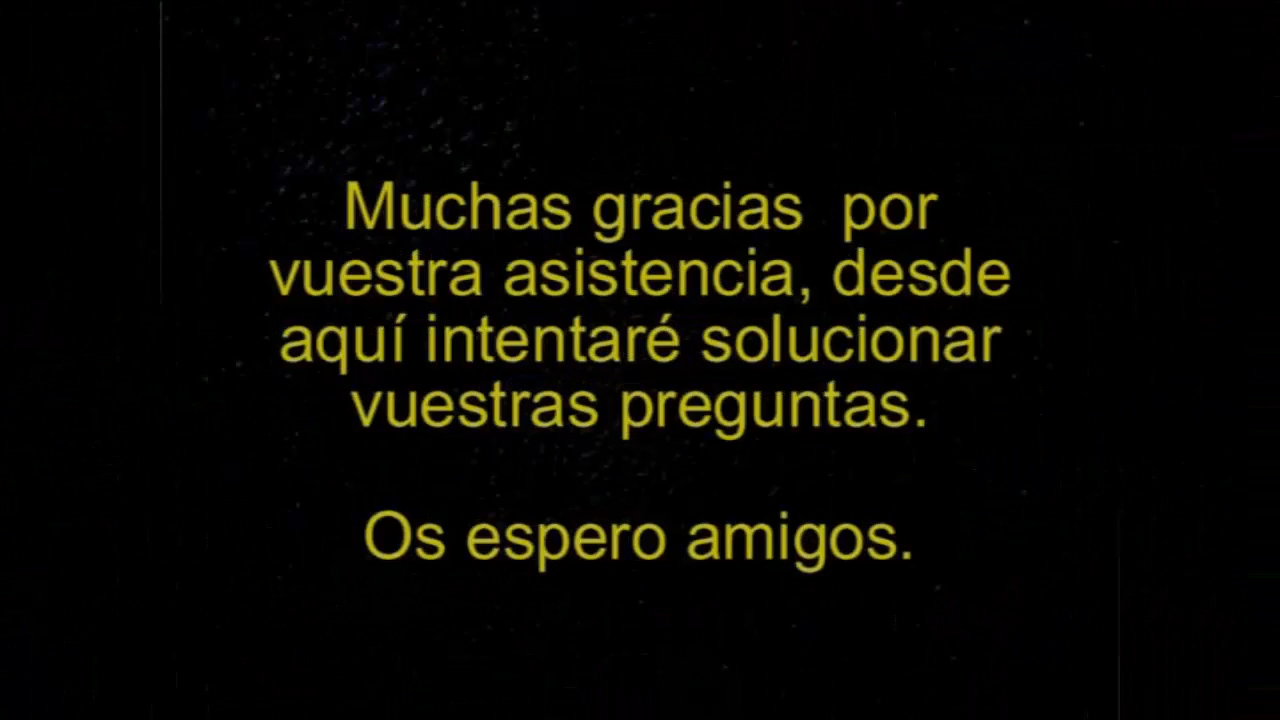 Muchas gracias  por
vuestra asistencia, desde
aquí intentaré solucionar
vuestras preguntas.
Os espero amigos.